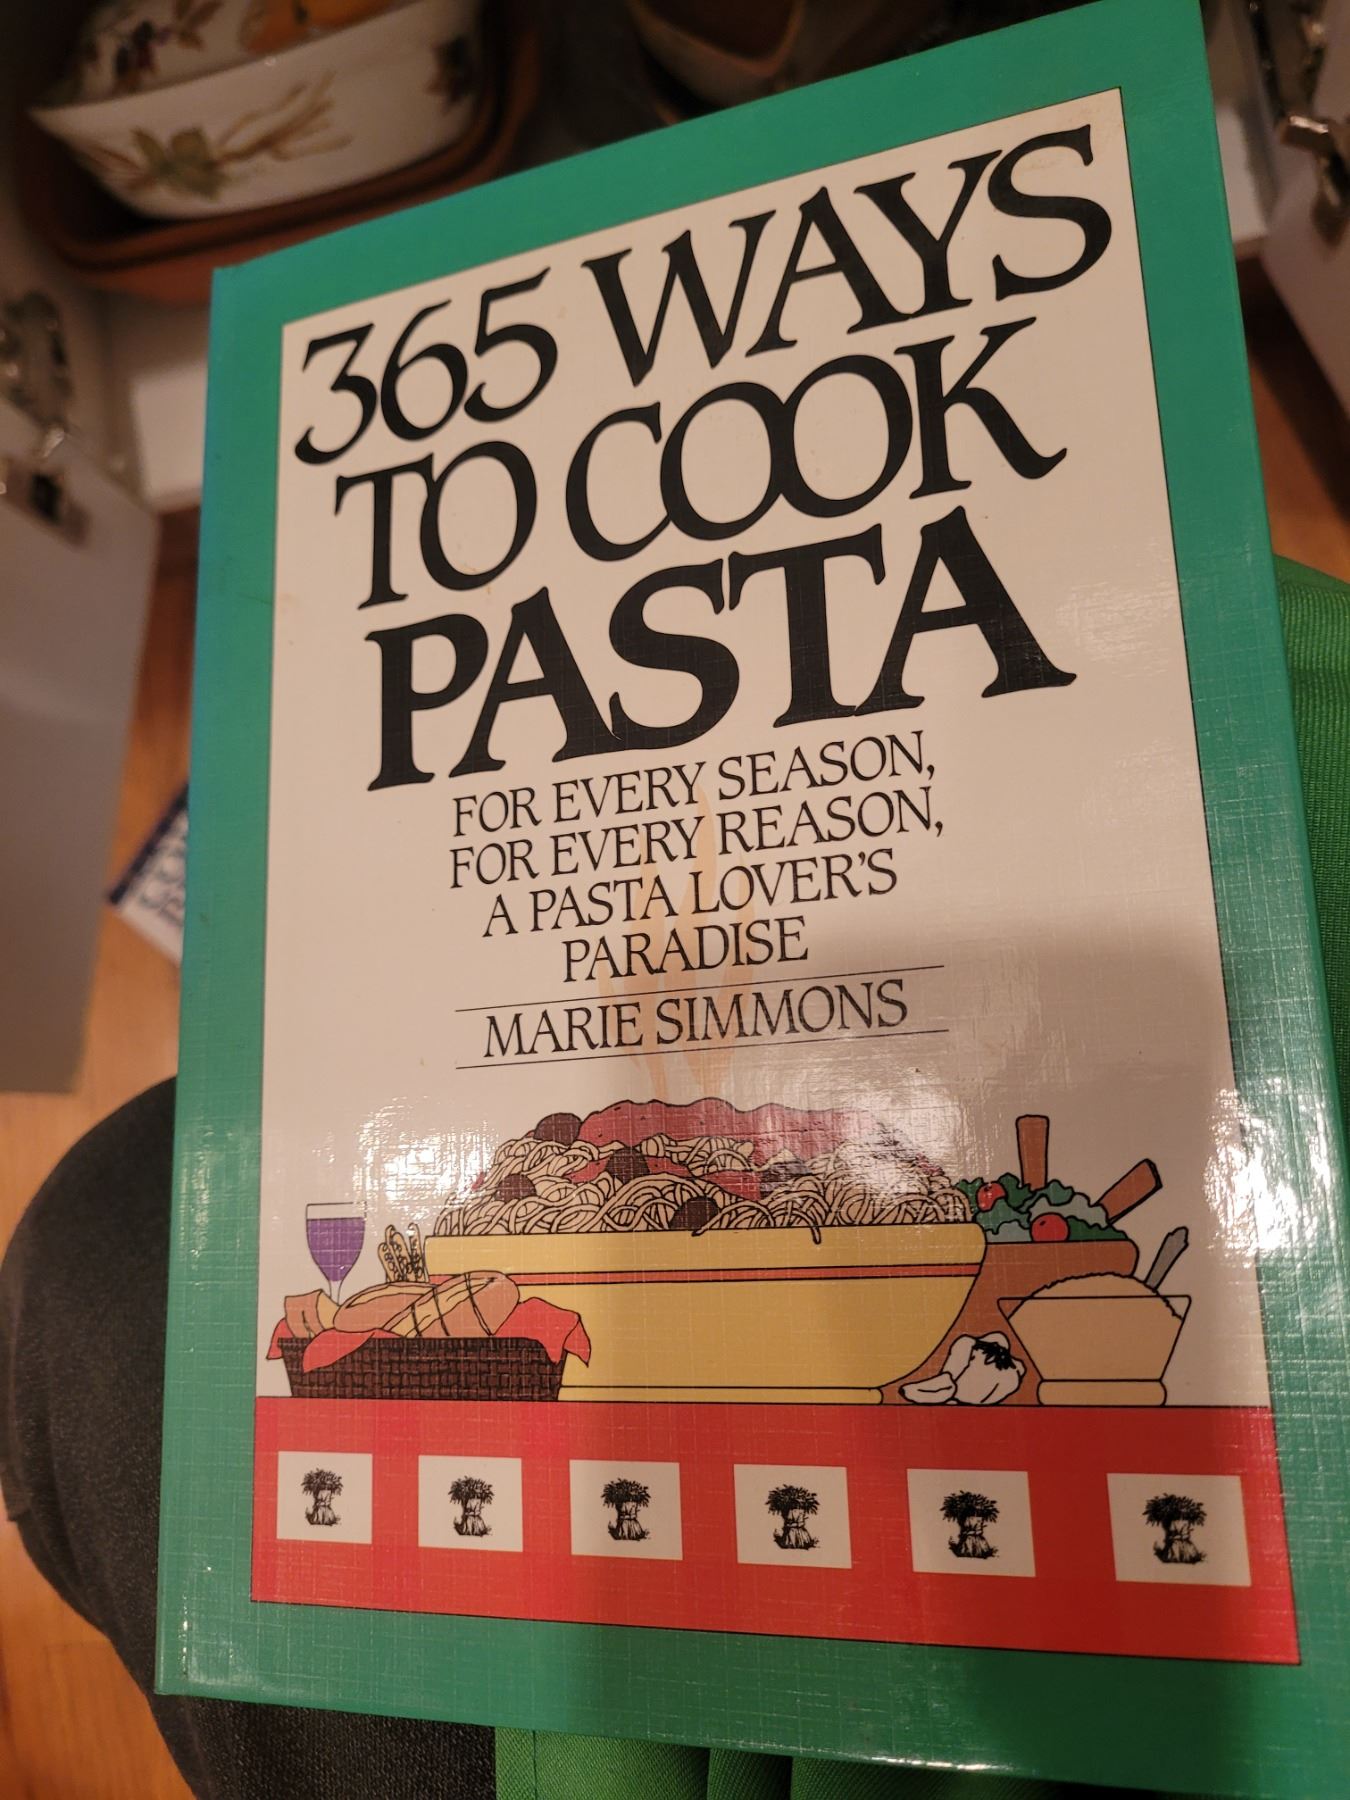 365 WAYS
TO COOK
PASTA
FOR EVERY SEASON,
FOR EVERY REASON,
A PASTA LOVER'S
PARADISE
MARIE SIMMONS